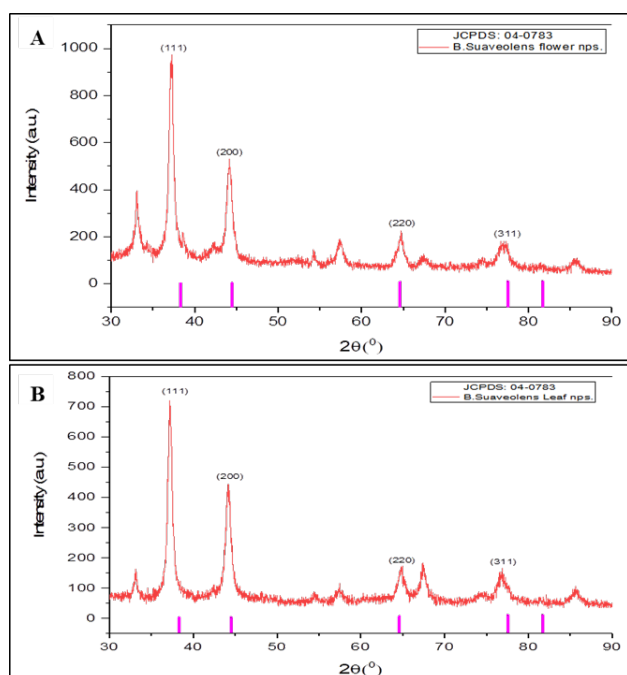 A
JCPDS: 04-0783
B.Suaveolens flower nps.
(111)
(200)
(220)
(311)
Intensity (a.u.)
1000
800
600
400
200
0
30 40 50 60 70 80 90
2θ(°)
B
JCPDS: 04-0783
B.Suaveolens Leaf nps.
(111)
(200)
(220)
(311)
Intensity (a.u.)
800
700
600
500
400
300
200
100
0
30 40 50 60 70 80 90
2θ(°)